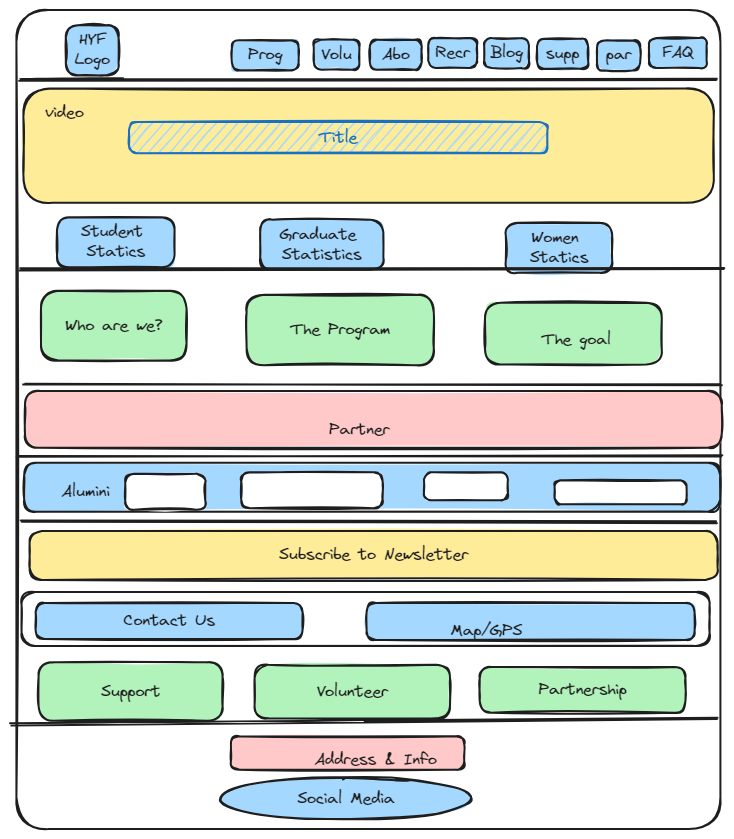 HYF
Logo
Prog
Volu
Abo
Recr
Blog
supp
par
FAQ
video
Title
Student
Statics
Graduate
Statistics
Women
Statics
Who are we?
The Program
The goal
Partner
Alumini
Subscribe to Newsletter
Contact Us
Map/GPS
Support
Volunteer
Partnership
Address & Info
Social Media